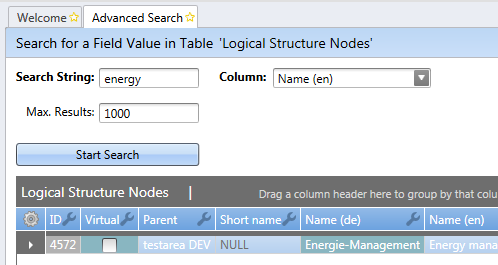 Welcome Advanced Search
Search for a Field Value in Table 'Logical Structure Nodes'
Search String: energy Column: Name (en)
Max. Results: 1000
Start Search
Logical Structure Nodes | Drag a column header here to group by that colu
ID Virtual Parent Short name Name (de) Name (en)
4572 testarea DEV NULL Energie-Management Energy mana